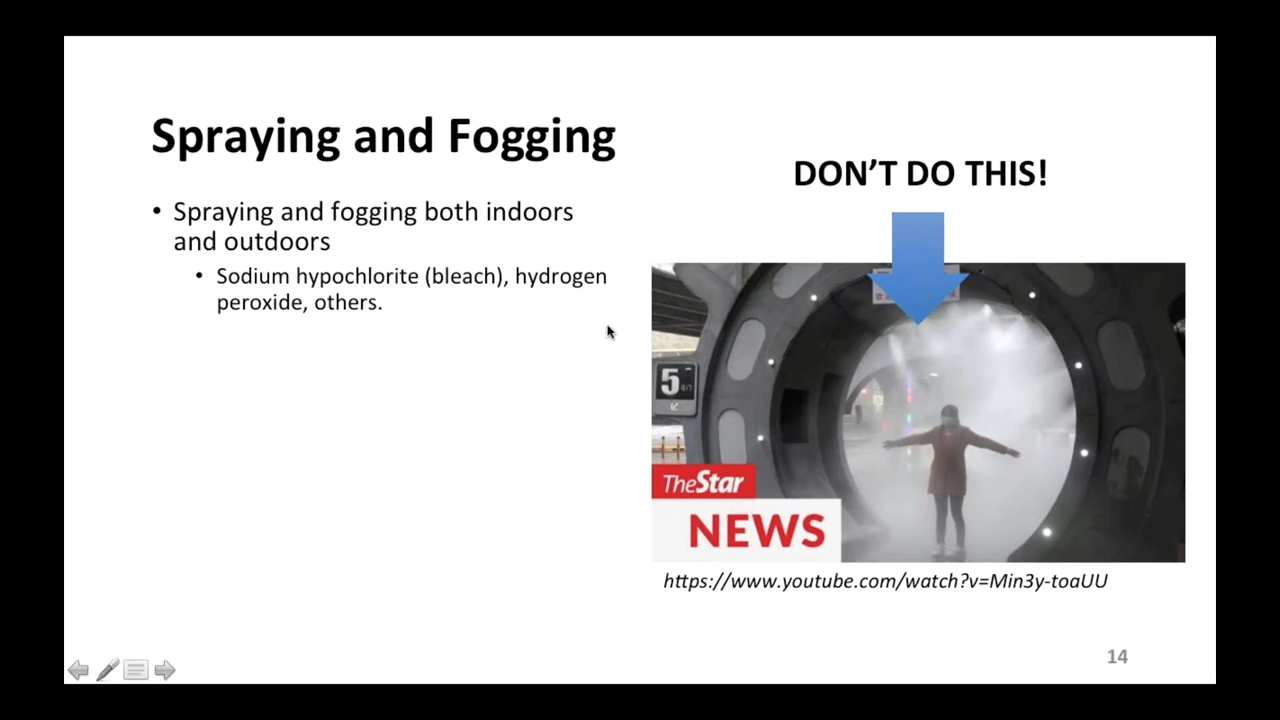 Spraying and Fogging
• Spraying and fogging both indoors
and outdoors
• Sodium hypochlorite (bleach), hydrogen
peroxide, others.
DON'T DO THIS!
5
TheStar
NEWS
https://www.youtube.com/watch?v=Min3y-toaUU
14